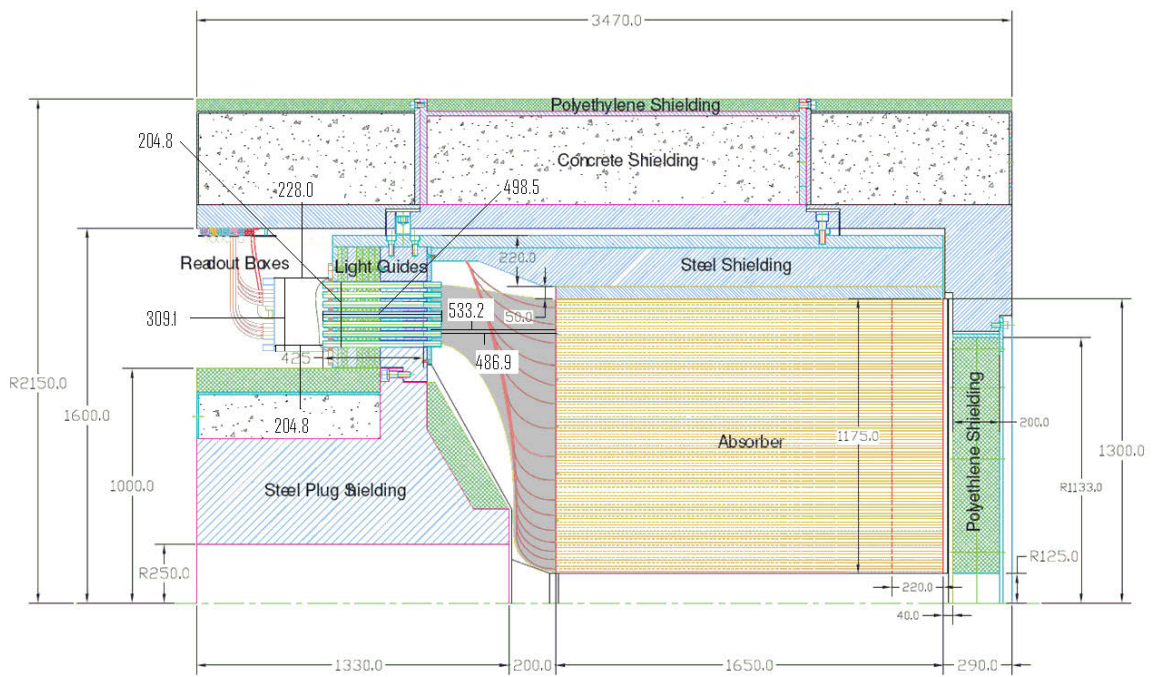 3470.0
Polyethylene Shielding
204.8
Concrete Shielding
228.0
498.5
Readout Boxes
Light Guides
220.0
Steel Shielding
309.1
533.2
50.0
425
486.9
R2150.0
1600.0
204.8
Absorber
1175.0
200.0
Polyethlene Shielding
R1133.0
1300.0
1000.0
Steel Plug Shielding
R250.0
R125.0
220.0
40.0
1330.0
200.0
1650.0
290.0